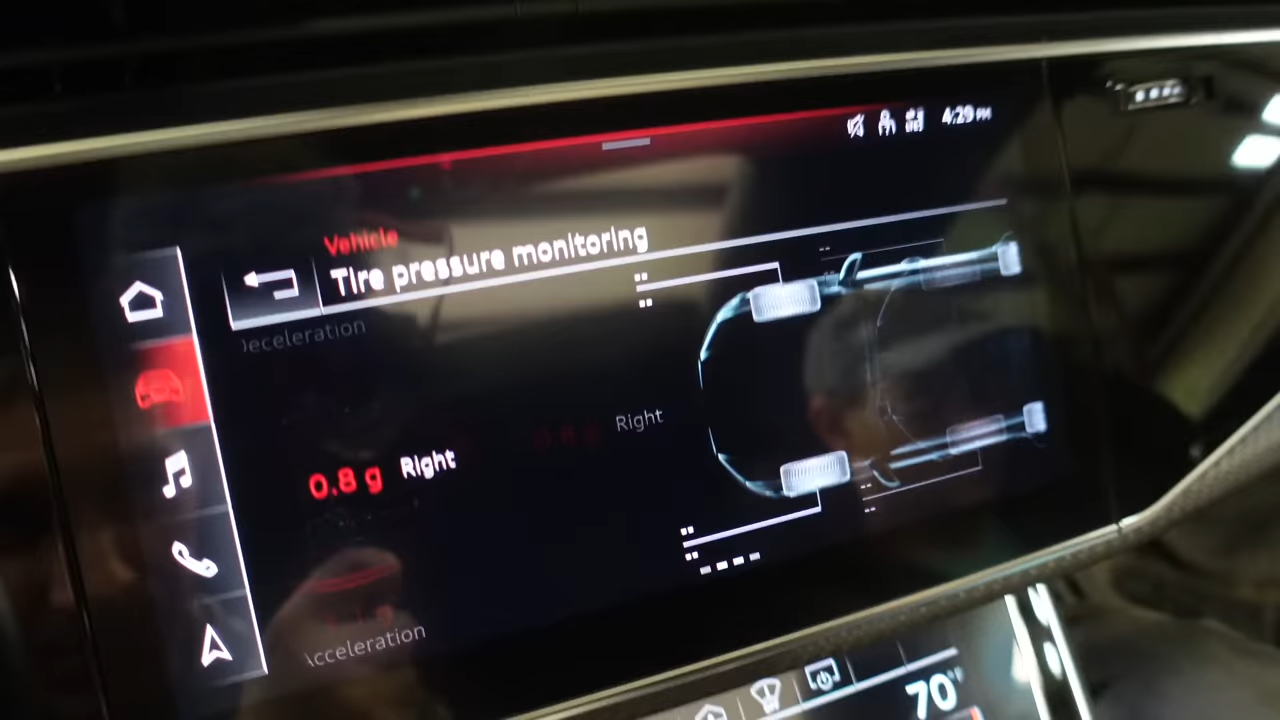 4:29 PM
Vehicle
Tire pressure monitoring
Deceleration
Right
0.8 g Right
Acceleration
70°F